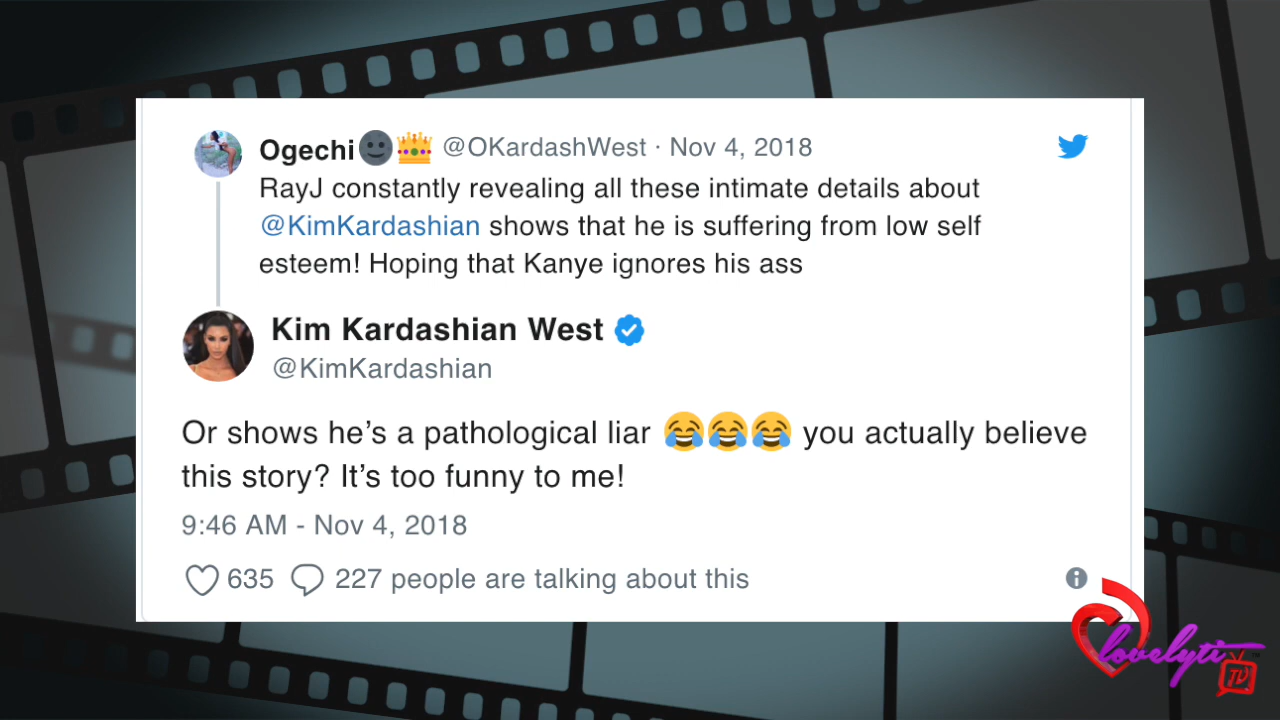 Ogechi🌚👑 @OKardashWest · Nov 4, 2018
RayJ constantly revealing all these intimate details about
@KimKardashian shows that he is suffering from low self
esteem! Hoping that Kanye ignores his ass
Kim Kardashian West
@KimKardashian
Or shows he’s a pathological liar 😂😂😂 you actually believe
this story? It’s too funny to me!
9:46 AM - Nov 4, 2018
635 227 people are talking about this
lovelyti
TV